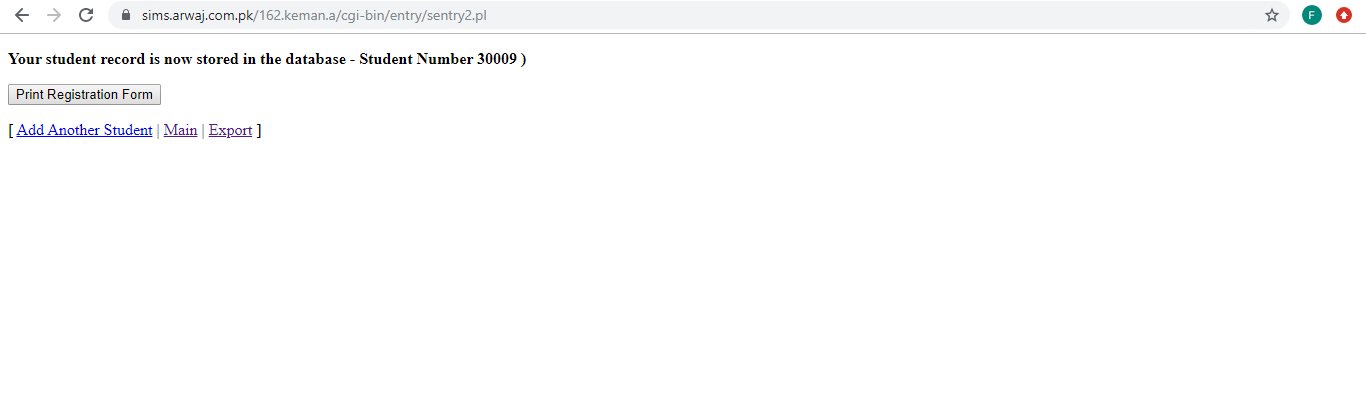 sims.arwaj.com.pk/162.keman.a/cgi-bin/entry/sentry2.pl
F
Your student record is now stored in the database - Student Number 30009 )
Print Registration Form
[ Add Another Student | Main | Export ]